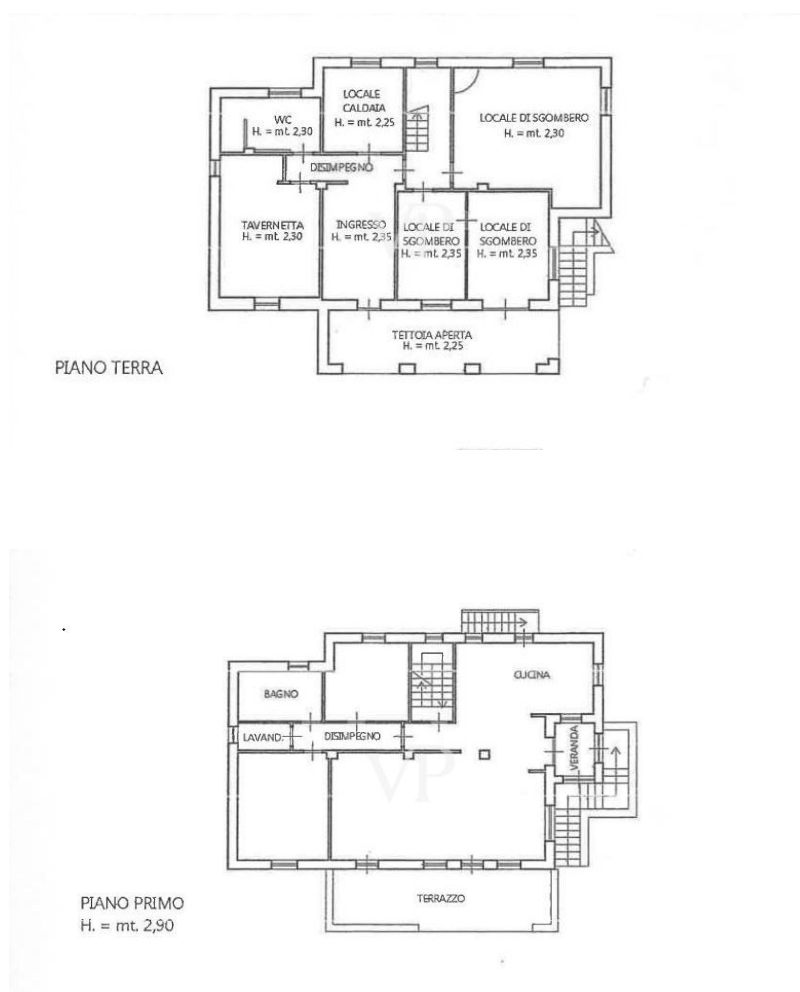 LOCALE
CALDAIA
H. = mt. 2,25
WC
H. = mt. 2,30
LOCALE DI SGOMBERO
H. = mt. 2,30
DISIMPEGNO
TAVERNETTA
H. = mt. 2,30
INGRESSO
H. = mt. 2,35
LOCALE DI
SGOMBERO
H. = mt. 2,35
LOCALE DI
SGOMBERO
H. = mt. 2,35
TETTOIA APERTA
H. = mt. 2,25
PIANO TERRA
VP
CUCINA
BAGNO
LAVAND.
DISIMPEGNO
VERANDA
VP
TERRAZZO
PIANO PRIMO
H. = mt. 2,90